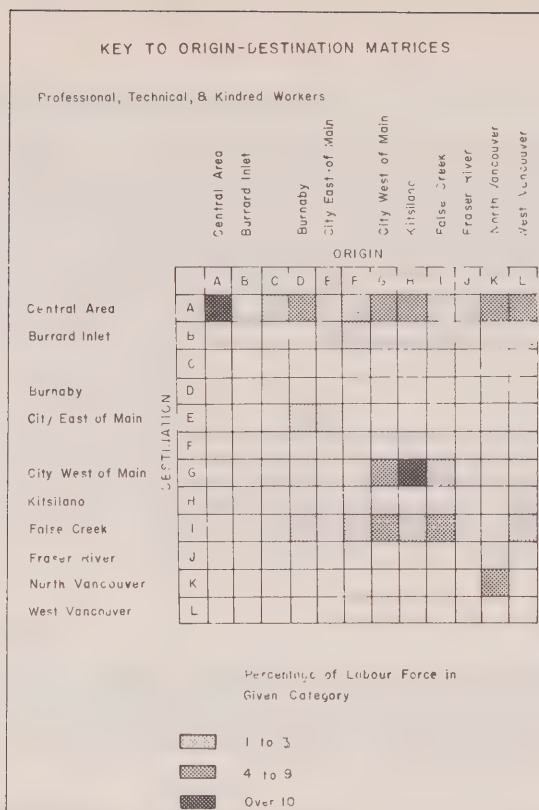 KEY TO ORIGIN-DESTINATION MATRICES
Professional, Technical, & Kindred Workers
Central Area
Burrard Inlet
Burnaby
City East of Main
City West of Main
Kitsilano
False Creek
Fraser River
North Vancouver
West Vancouver
ORIGIN
A B C D E F G H I J K L
Central Area A
Burrard Inlet B
C
Burnaby D
City East of Main E
F
City West of Main G
Kitsilano H
False Creek I
Fraser River J
North Vancouver K
West Vancouver L
DESTINATION
Percentage of Labour Force in
Given Category
1 to 3
4 to 9
Over 10